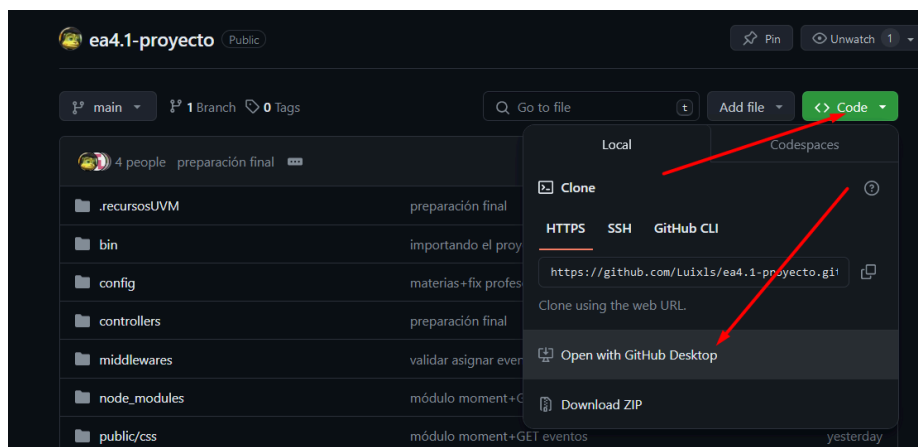 ea4.1-proyecto Public
Pin
Unwatch 1
main
1 Branch
0 Tags
Go to file
t
Add file
<> Code
4 people preparación final
Local
Codespaces
Clone
HTTPS SSH GitHub CLI
https://github.com/Luixls/ea4.1-proyecto.git
Clone using the web URL.
Open with GitHub Desktop
Download ZIP
.recursosUVM preparación final
bin importando el proy
config materias+fix profes
controllers preparación final
middlewares validar asignar even
node_modules módulo moment+G
public/css módulo moment+GET eventos yesterday